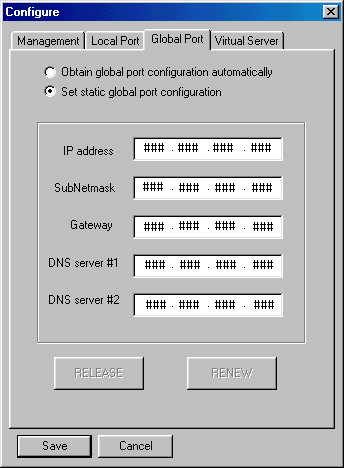 Configure
Management Local Port Global Port Virtual Server
Obtain global port configuration automatically
Set static global port configuration
IP address ### . ### . ### . ###
SubNetmask ### . ### . ### . ###
Gateway ### . ### . ### . ###
DNS server #1 ### . ### . ### . ###
DNS server #2 ### . ### . ### . ###
RELEASE RENEW
Save Cancel